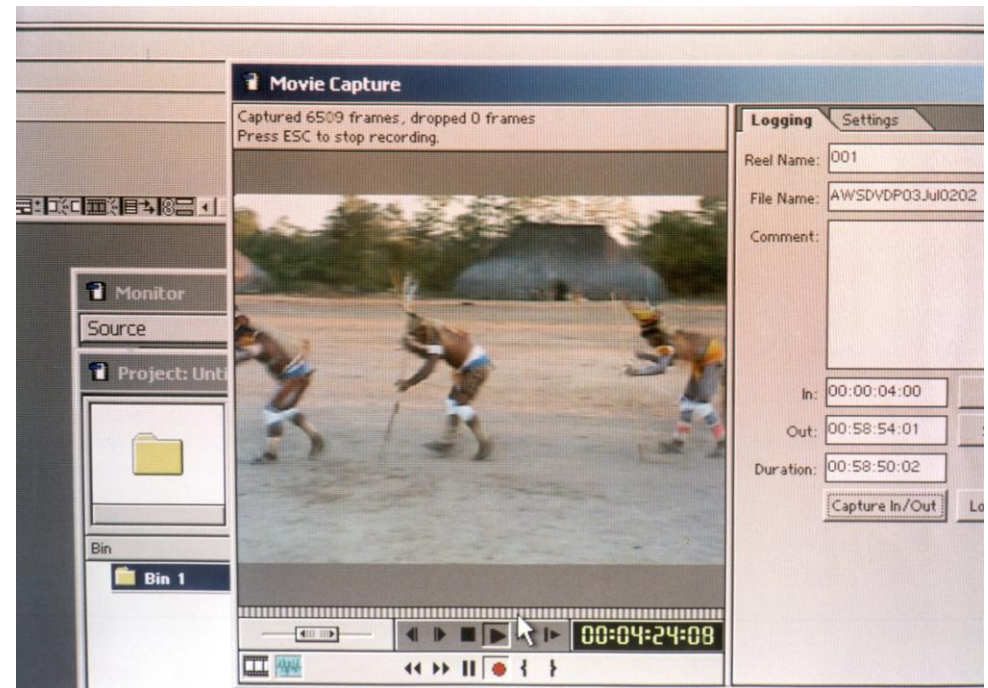 Movie Capture
Captured 6509 frames, dropped 0 frames
Press ESC to stop recording.
Logging Settings
Reel Name: 001
File Name: AWSDVDP03Jul0202
Comment:
Monitor
Source
Project: Unti
In: 00:00:04:00
Out: 00:58:54:01
Duration: 00:58:50:02
Capture In/Out Lo
Bin
Bin 1
00:04:24:08